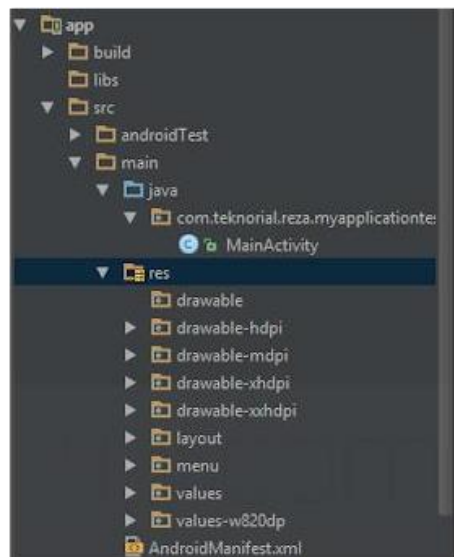 app
build
libs
src
androidTest
main
java
com.teknorial.reza.myapplicationte
MainActivity
res
drawable
drawable-hdpi
drawable-mdpi
drawable-xhdpi
drawable-xxhdpi
layout
menu
values
values-w820dp
AndroidManifest.xml